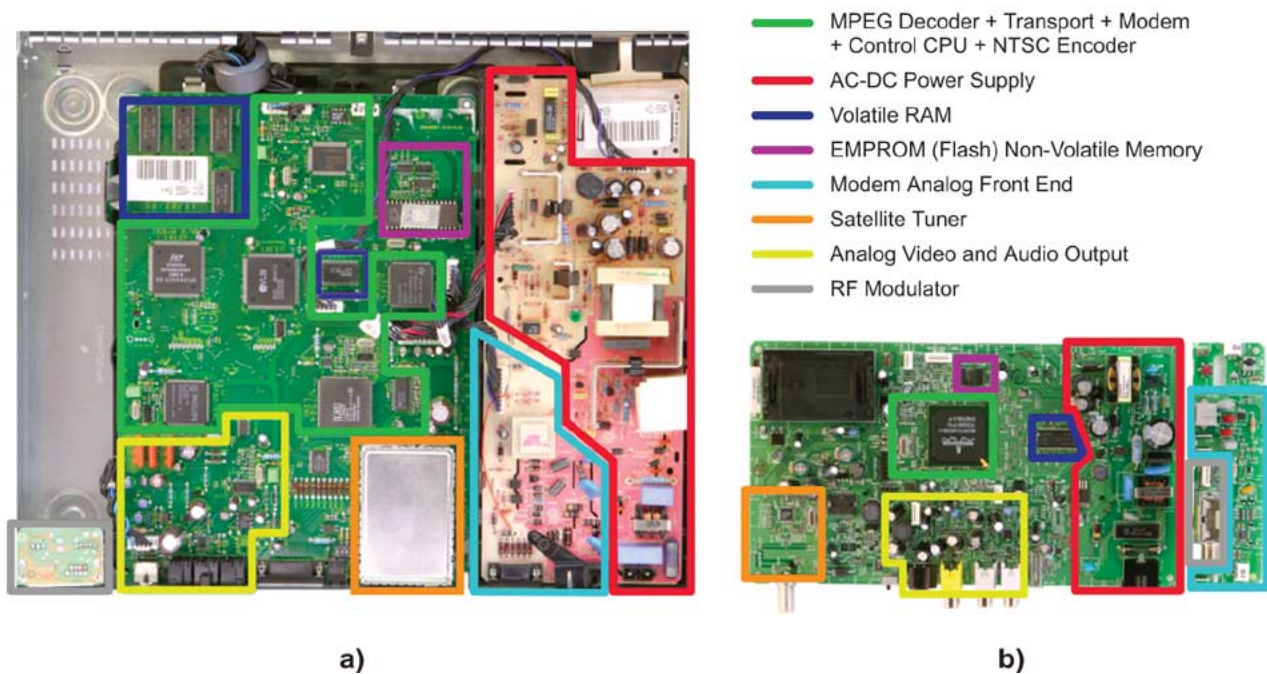 MPEG Decoder + Transport + Modem
+ Control CPU + NTSC Encoder
AC-DC Power Supply
Volatile RAM
EMPROM (Flash) Non-Volatile Memory
Modem Analog Front End
Satellite Tuner
Analog Video and Audio Output
RF Modulator
a)
b)